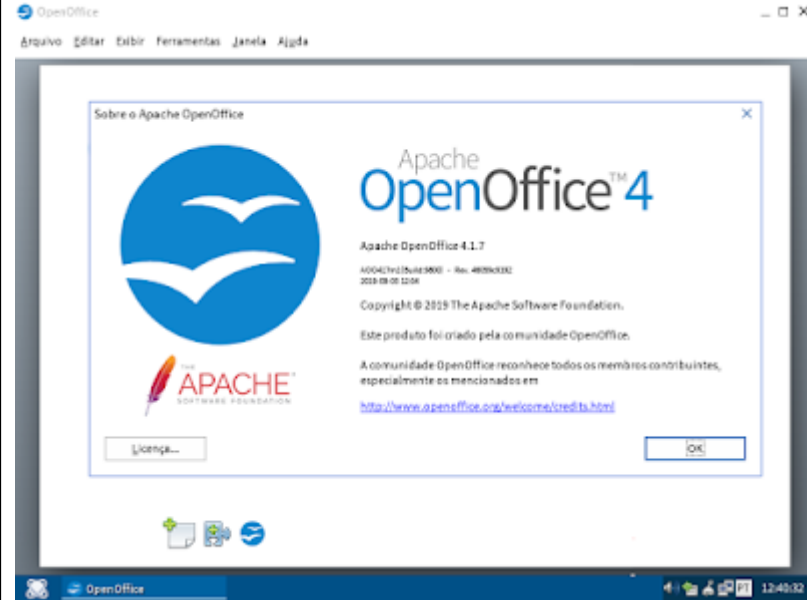 OpenOffice
Arquivo Editar Exibir Ferramentas Janela Ajuda
Sobre o Apache OpenOffice
Apache
OpenOffice™4
Apache OpenOffice 4.1.7
Copyright © 2019 The Apache Software Foundation.
Este produto foi criado pela comunidade OpenOffice.
A comunidade OpenOffice reconhece todos os membros contribuintes,
especialmente os mencionados em
http://www.openoffice.org/welcome/credits.html
THE
APACHE
SOFTWARE FOUNDATION
Licença...
OK
OpenOffice
PT
12:40:32